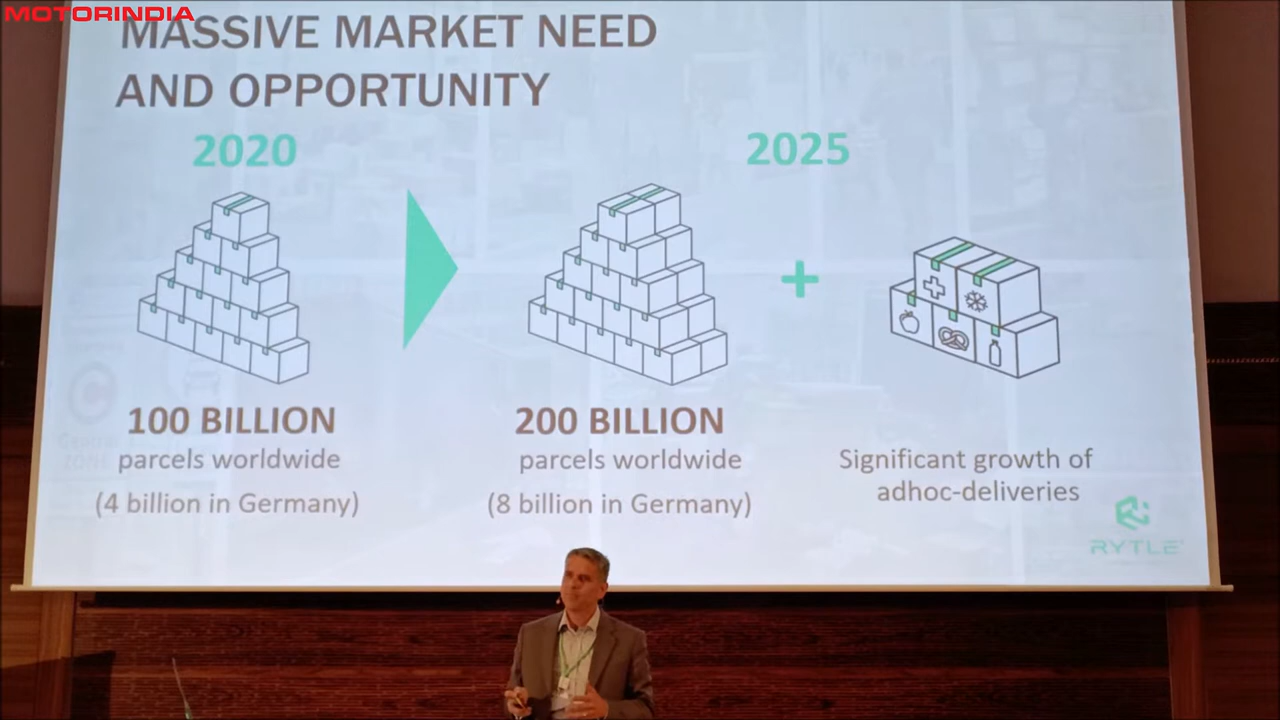 MOTORINDIA
MASSIVE MARKET NEED
AND OPPORTUNITY
2020
2025
+
100 BILLION
parcels worldwide
(4 billion in Germany)
200 BILLION
parcels worldwide
(8 billion in Germany)
Significant growth of
adhoc-deliveries
RYTLE